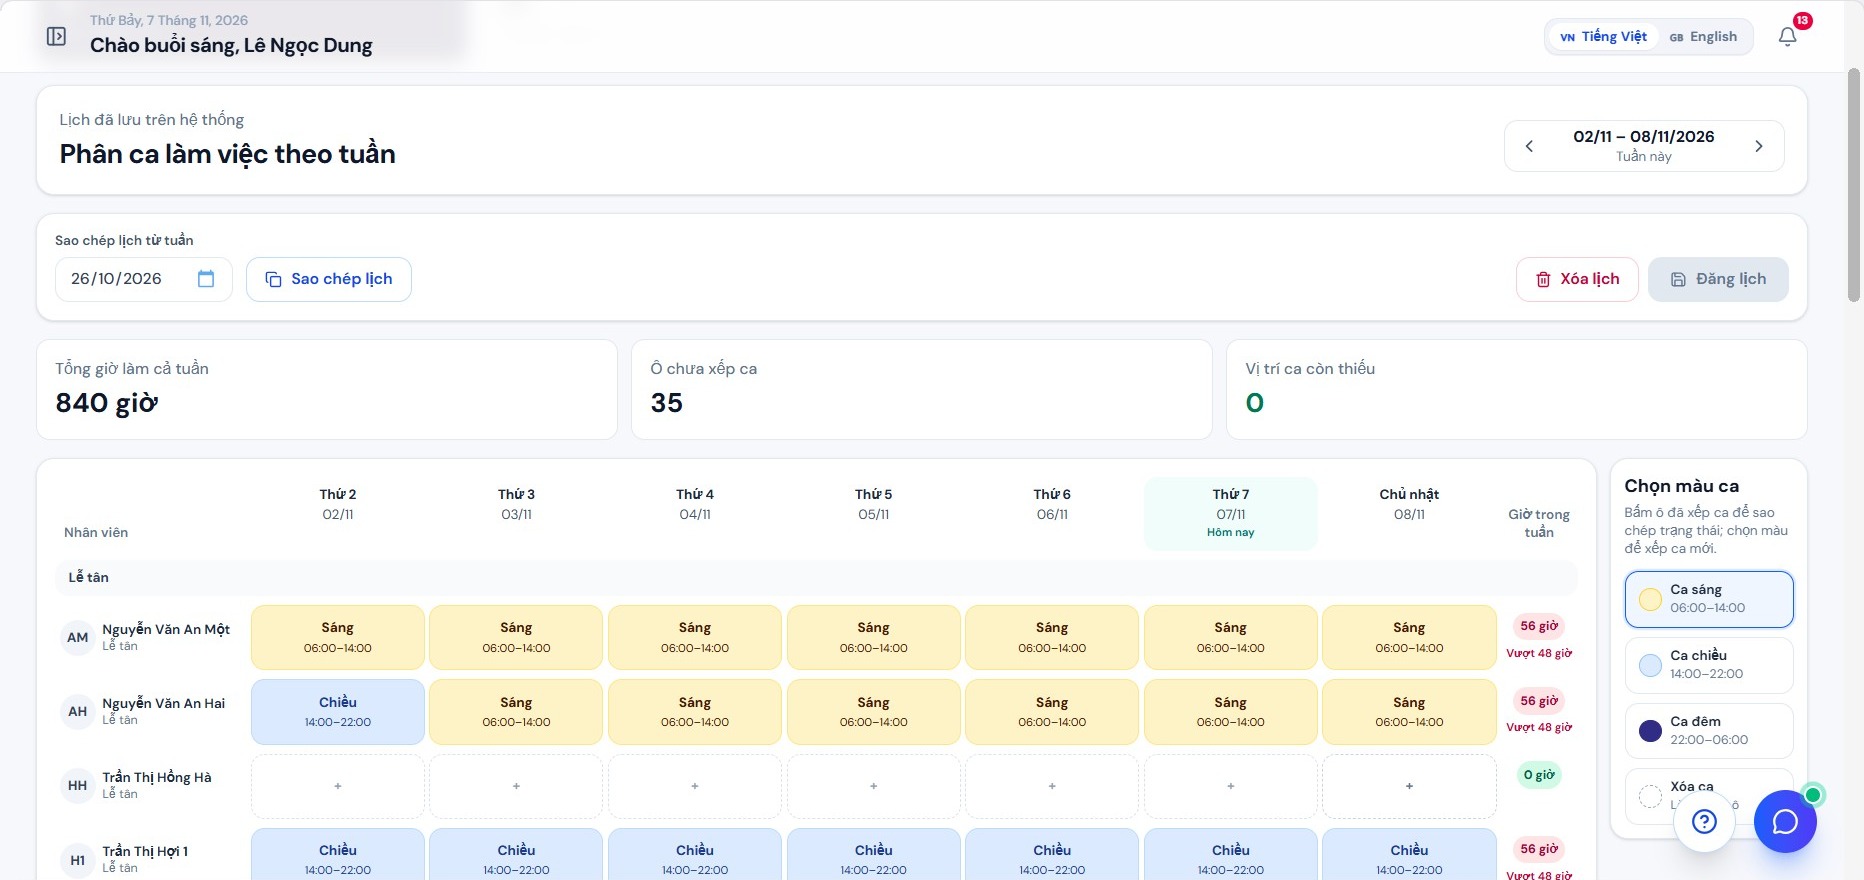 Thứ Bảy, 7 Tháng 11, 2026
Chào buổi sáng, Lê Ngọc Dung
VN Tiếng Việt GB English
13
Lịch đã lưu trên hệ thống
Phân ca làm việc theo tuần
02/11 – 08/11/2026
Tuần này
Sao chép lịch từ tuần
26/10/2026
Sao chép lịch
Xóa lịch
Đăng lịch
Tổng giờ làm cả tuần
840 giờ
Ô chưa xếp ca
35
Vị trí ca còn thiếu
0
Nhân viên
Thứ 2
02/11
Thứ 3
03/11
Thứ 4
04/11
Thứ 5
05/11
Thứ 6
06/11
Thứ 7
07/11
Hôm nay
Chủ nhật
08/11
Giờ trong
tuần
Lễ tân
AM
Nguyễn Văn An Một
Lễ tân
Sáng
06:00–14:00
Sáng
06:00–14:00
Sáng
06:00–14:00
Sáng
06:00–14:00
Sáng
06:00–14:00
Sáng
06:00–14:00
Sáng
06:00–14:00
56 giờ
Vượt 48 giờ
AH
Nguyễn Văn An Hai
Lễ tân
Chiều
14:00–22:00
Sáng
06:00–14:00
Sáng
06:00–14:00
Sáng
06:00–14:00
Sáng
06:00–14:00
Sáng
06:00–14:00
Sáng
06:00–14:00
56 giờ
Vượt 48 giờ
HH
Trần Thị Hồng Hà
Lễ tân
+ + + + + + +
0 giờ
H1
Trần Thị Hợi 1
Lễ tân
Chiều
14:00–22:00
Chiều
14:00–22:00
Chiều
14:00–22:00
Chiều
14:00–22:00
Chiều
14:00–22:00
Chiều
14:00–22:00
Chiều
14:00–22:00
56 giờ
Vượt 48 giờ
Chọn màu ca
Bấm ô đã xếp ca để sao
chép trạng thái; chọn màu
để xếp ca mới.
Ca sáng
06:00–14:00
Ca chiều
14:00–22:00
Ca đêm
22:00–06:00
Xóa ca